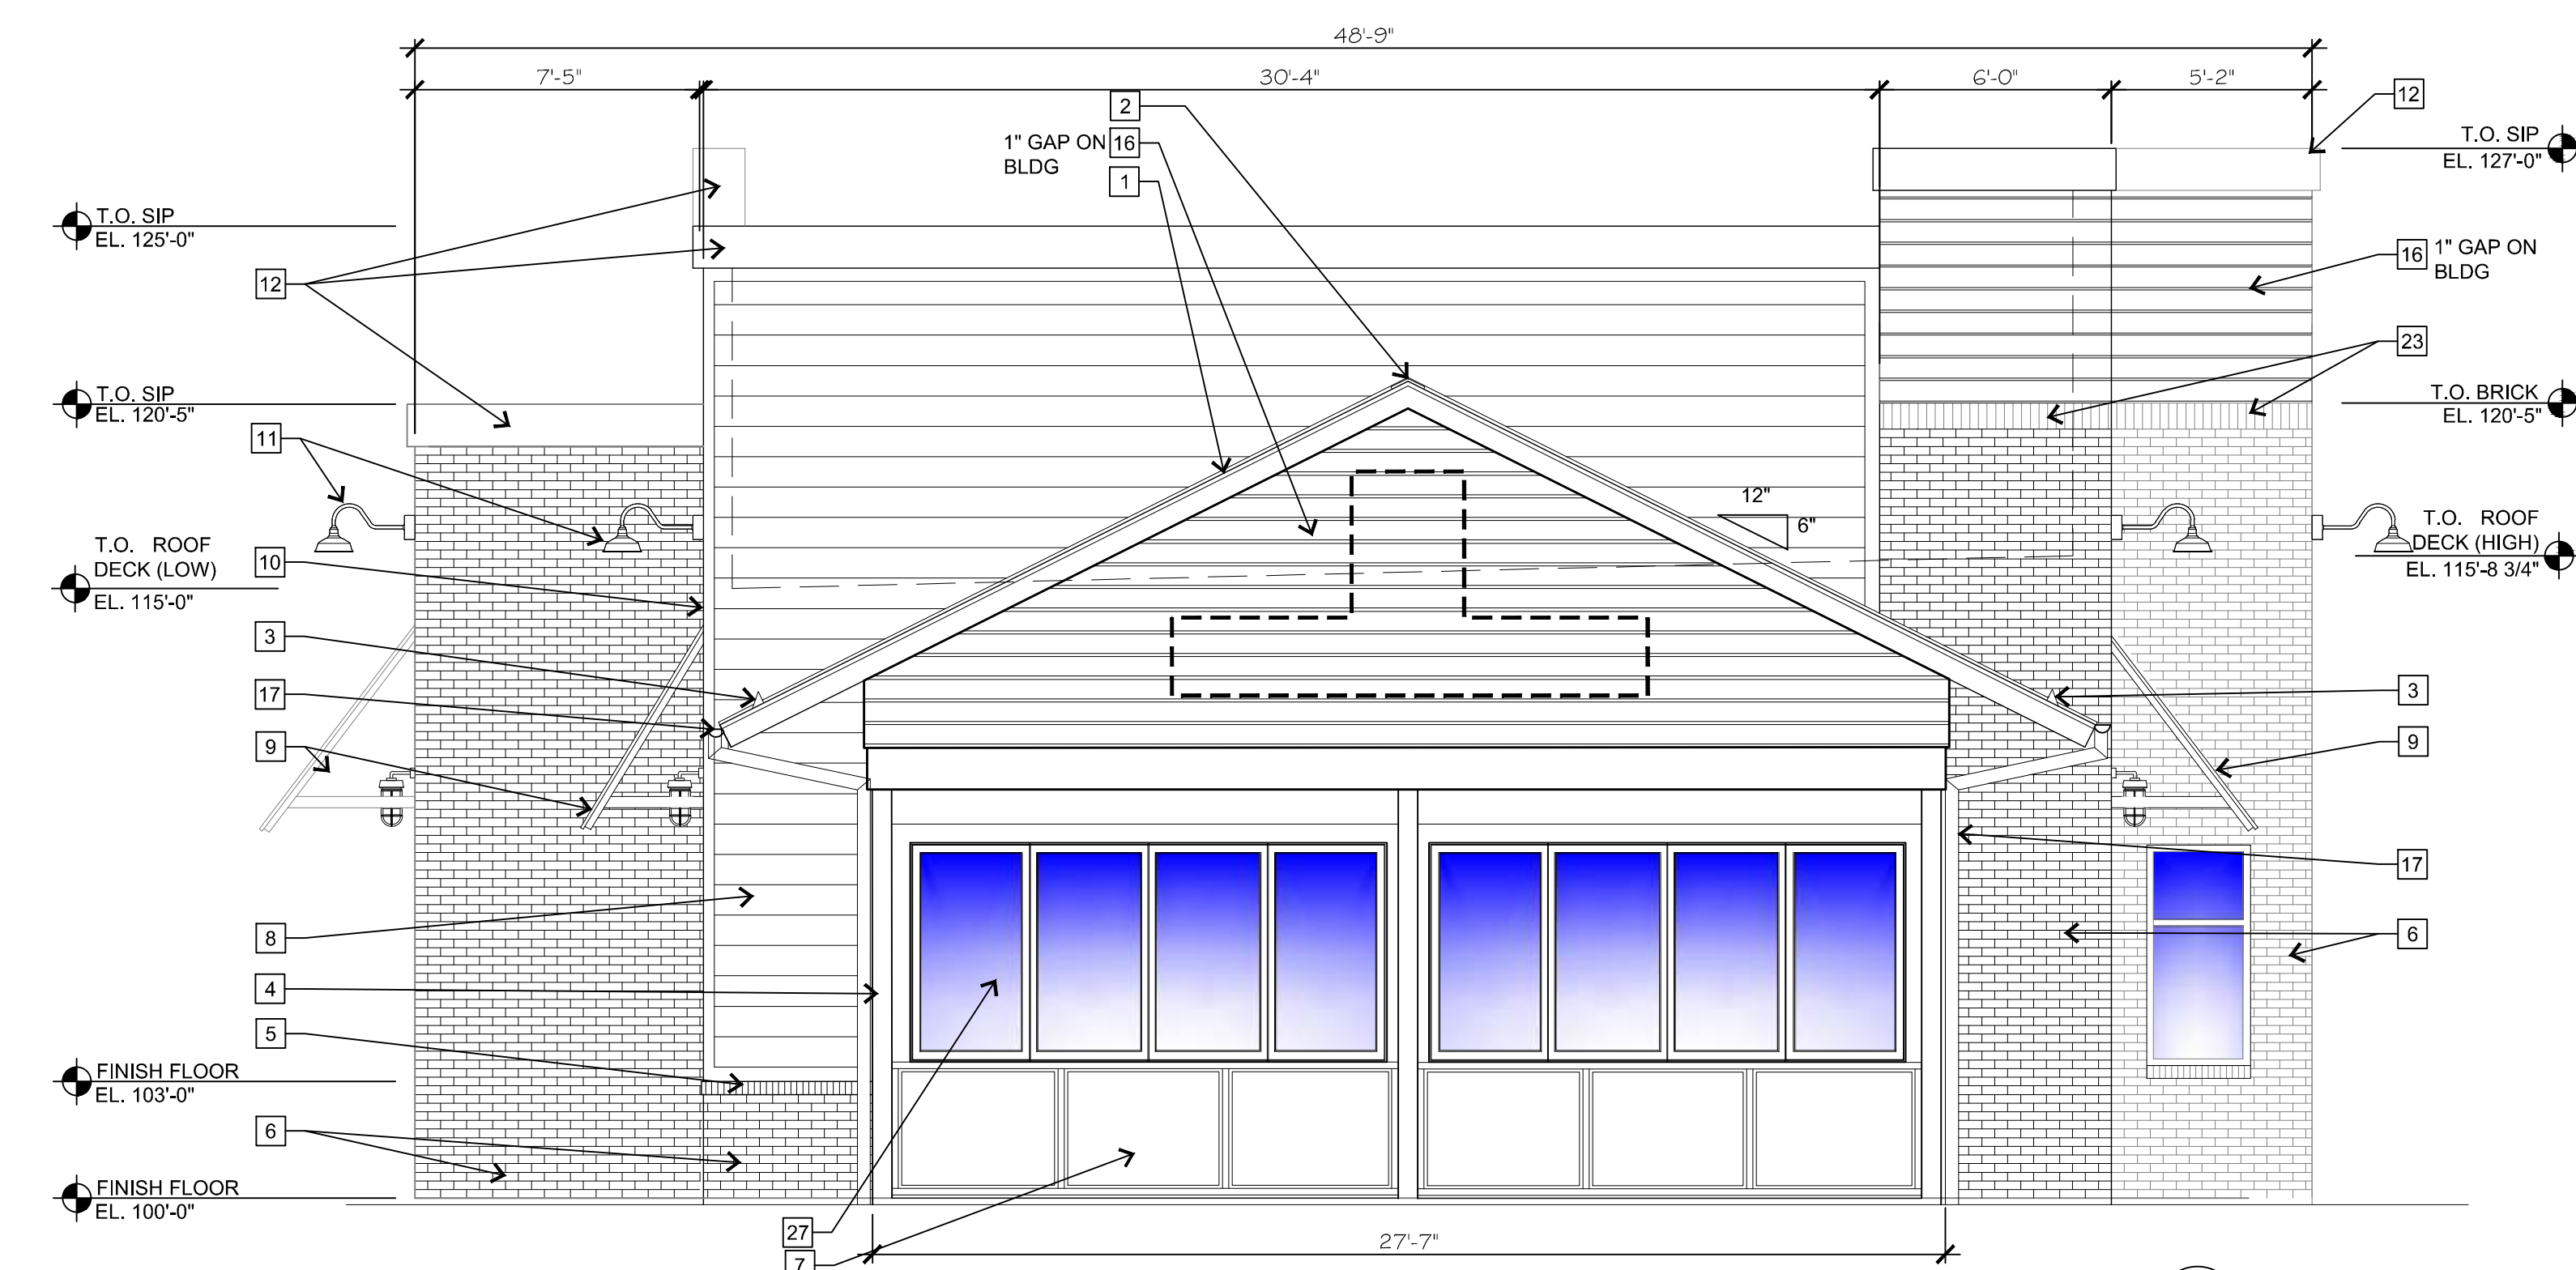 48'-9"
7'-5"
30'-4"
6'-0"
5'-2"
2
12
1" GAP ON
BLDG
16
1
T.O. SIP
EL. 127'-0"
T.O. SIP
EL. 125'-0"
16
1" GAP ON
BLDG
12
23
T.O. SIP
EL. 120'-5"
T.O. BRICK
EL. 120'-5"
11
12"
6"
T.O. ROOF
DECK (LOW)
EL. 115'-0"
T.O. ROOF
DECK (HIGH)
EL. 115'-8 3/4"
10
3
17
9
3
9
17
8
6
4
5
FINISH FLOOR
EL. 103'-0"
6
FINISH FLOOR
EL. 100'-0"
27
7
27'-7"